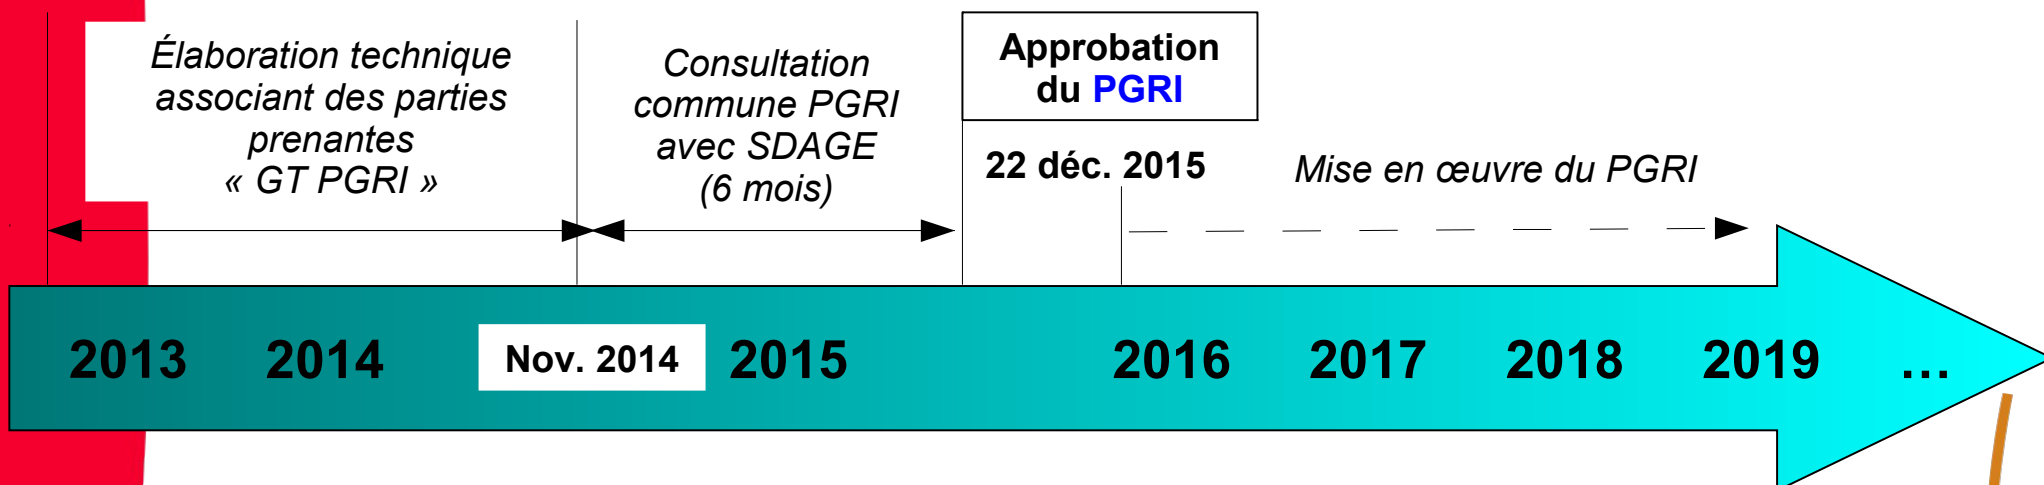 Élaboration technique
associant des parties
prenantes
« GT PGRI »
Consultation
commune PGRI
avec SDAGE
(6 mois)
Approbation
du PGRI
22 déc. 2015
Mise en œuvre du PGRI
2013
2014
Nov. 2014
2015
2016
2017
2018
2019
...